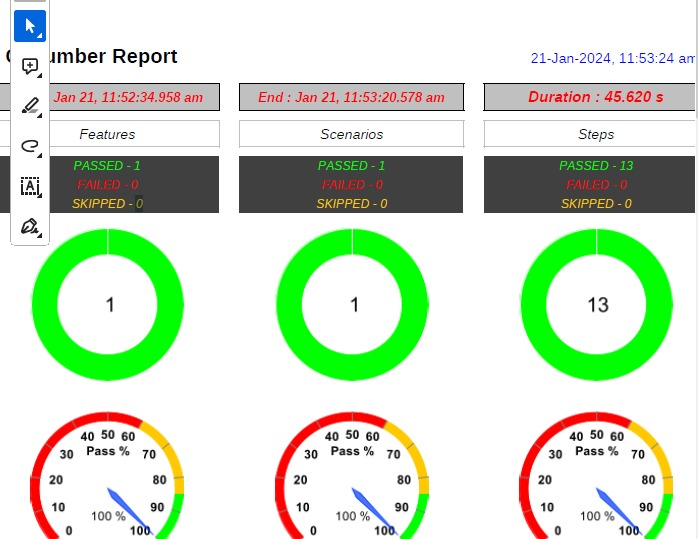 umber Report
21-Jan-2024, 11:53:24 am
Jan 21, 11:52:34.958 am
End : Jan 21, 11:53:20.578 am
Duration : 45.620 s
Features
Scenarios
Steps
PASSED - 1
FAILED - 0
SKIPPED - 0
PASSED - 1
FAILED - 0
SKIPPED - 0
PASSED - 13
FAILED - 0
SKIPPED - 0
A
1
1
13
0 10 20 30 40 50 60 70 80 90 100
Pass %
100 %
0 10 20 30 40 50 60 70 80 90 100
Pass %
100 %
0 10 20 30 40 50 60 70 80 90 100
Pass %
100 %